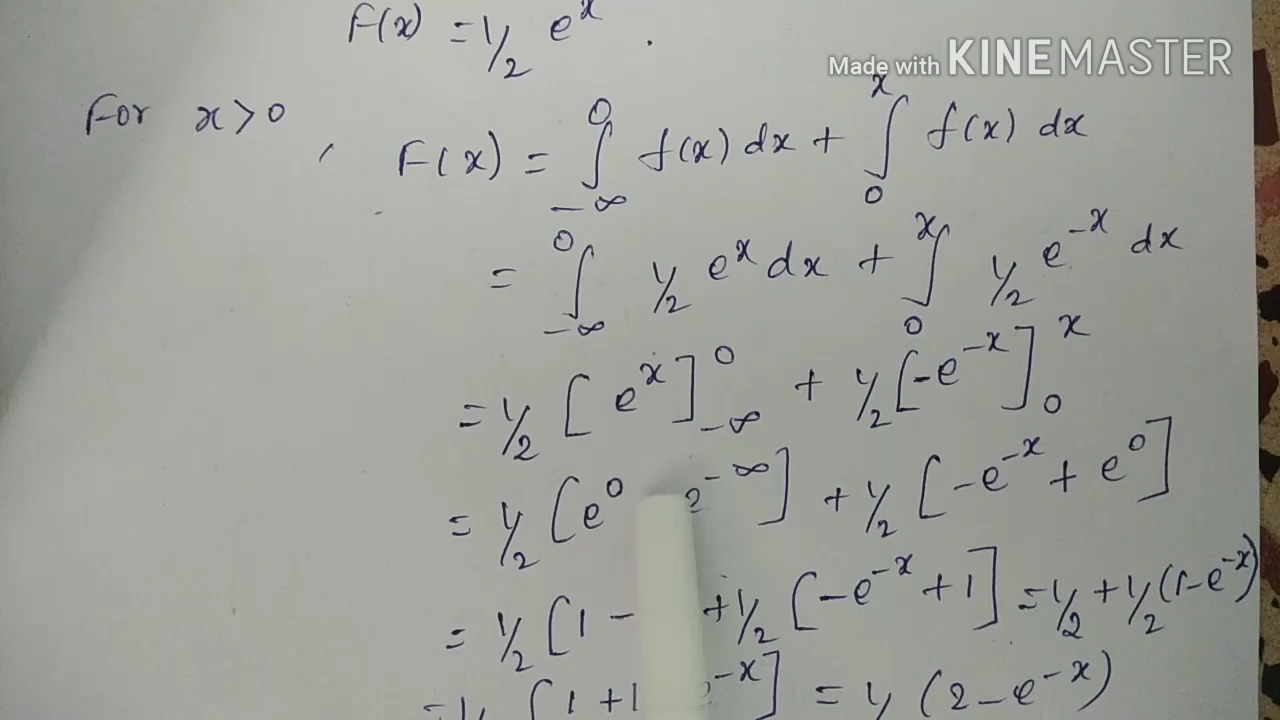 F(x) = 1/2 e^x .
Made with KINEMASTER
For x > 0 , F(x) = ∫_{-∞}^{0} f(x) dx + ∫_{0}^{x} f(x) dx
= ∫_{-∞}^{0} 1/2 e^x dx + ∫_{0}^{x} 1/2 e^{-x} dx
= 1/2 [e^x]_{-∞}^{0} + 1/2 [-e^{-x}]_{0}^{x}
= 1/2 [e^0 e^{-∞}] + 1/2 [-e^{-x} + e^0]
= 1/2 [1 - + 1/2 [-e^{-x} + 1] = 1/2 + 1/2 (1-e^{-x})
= [1 + 1 e^{-x}] = (2 - e^{-x})